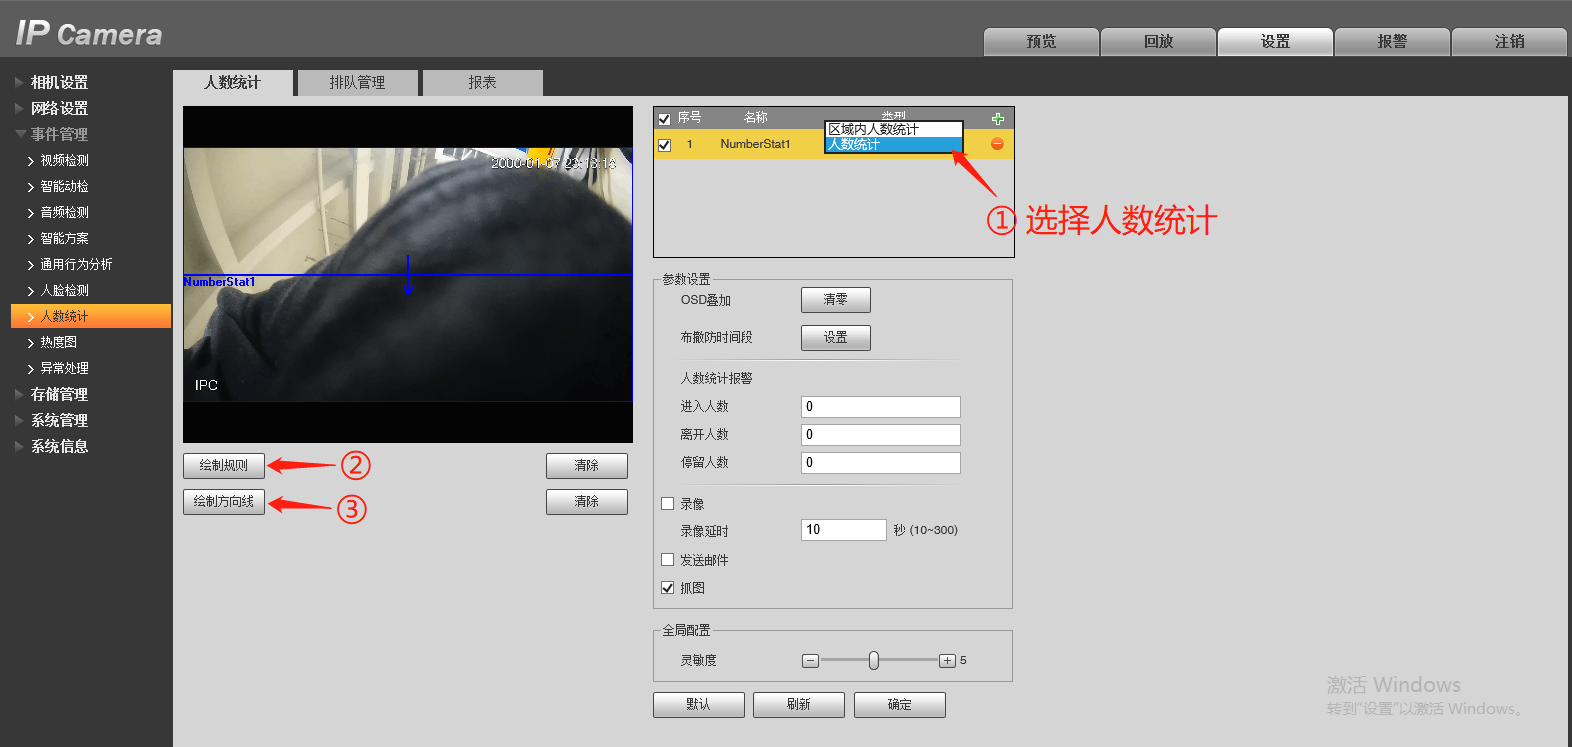 IP Camera
预览
回放
设置
报警
注销
相机设置
网络设置
事件管理
视频检测
智能动检
音频检测
智能方案
通用行为分析
人脸检测
人数统计
热度图
异常处理
存储管理
系统管理
系统信息
人数统计
排队管理
报表
2000-01-07 23:13:18
NumberStat1
IPC
绘制规则
②
清除
绘制方向线
③
清除
序号 名称 类型
1 NumberStat1
区域内人数统计
人数统计
① 选择人数统计
参数设置
OSD叠加 清零
布撤防时间段 设置
人数统计报警
进入人数 0
离开人数 0
停留人数 0
录像
录像延时 10 秒 (10~300)
发送邮件
抓图
全局配置
灵敏度 5
默认 刷新 确定
激活 Windows
转到“设置”以激活 Windows。